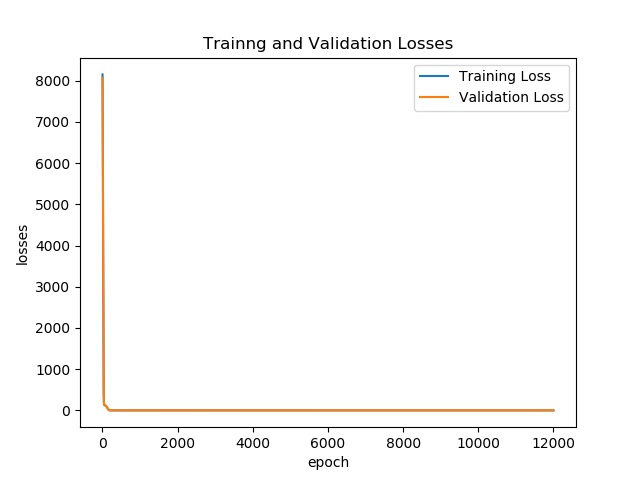 Trainng and Validation Losses
Training Loss
Validation Loss
8000
7000
6000
5000
4000
3000
2000
1000
0
losses
0 2000 4000 6000 8000 10000 12000
epoch